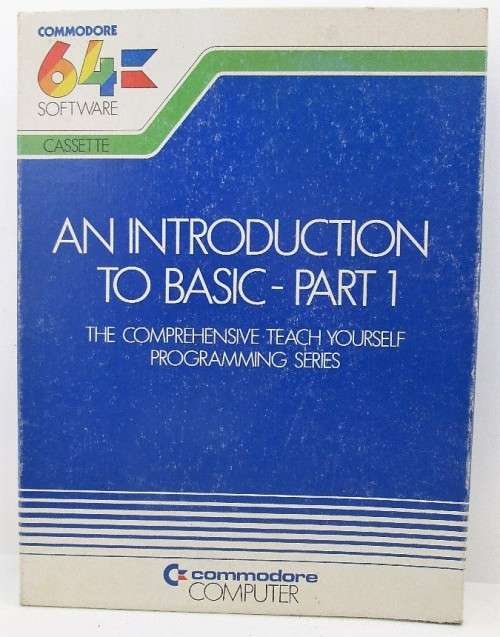 COMMODORE
64
SOFTWARE
CASSETTE
AN INTRODUCTION
TO BASIC - PART 1
THE COMPREHENSIVE TEACH YOURSELF
PROGRAMMING SERIES
commodore
COMPUTER